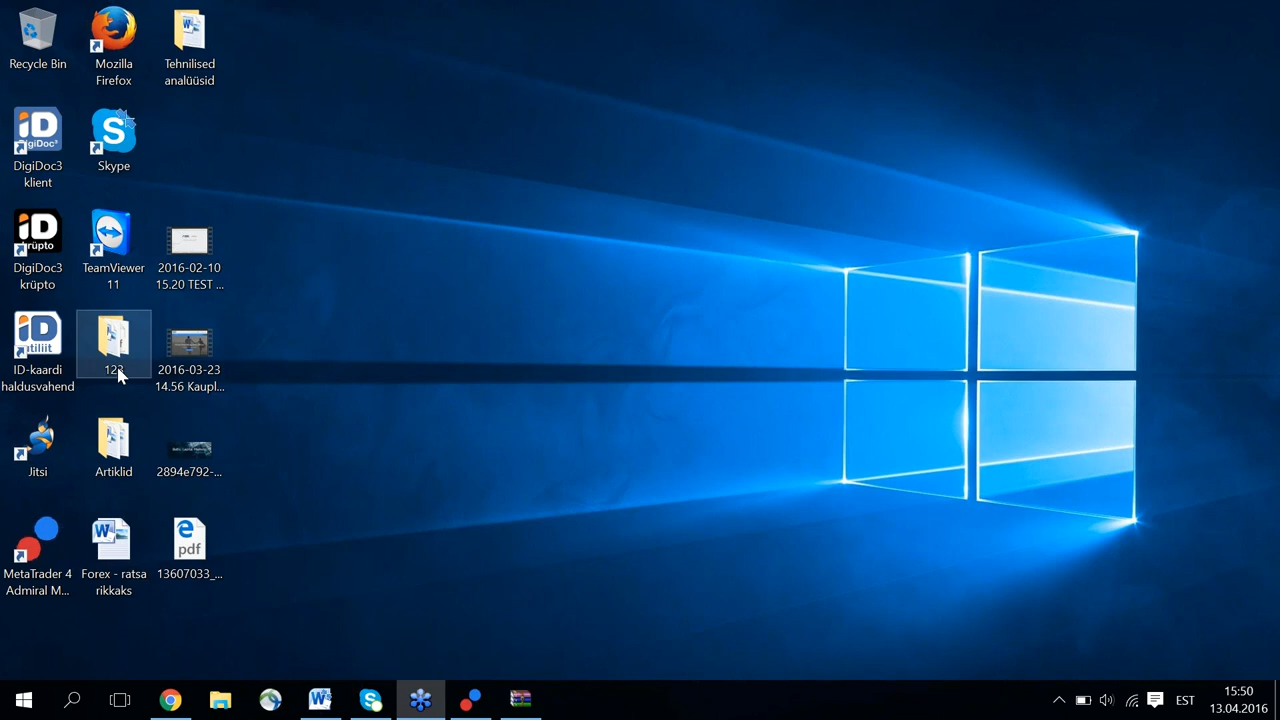 Recycle Bin
Mozilla
Firefox
Tehnilised
analüüsid
iD
DigiDoc
DigiDoc3
klient
S
Skype
iD
krüpto
DigiDoc3
krüpto
TeamViewer
11
2016-02-10
15.20 TEST ...
iD
utiliit
ID-kaardi
haldusvahend
123
2016-03-23
14.56 Kaupl...
Jitsi
Artiklid
2894e792-...
MetaTrader 4
Admiral M...
W
Forex - ratsa
rikkaks
e
pdf
13607033_...
W
S
EST
5:50
13.04.2016